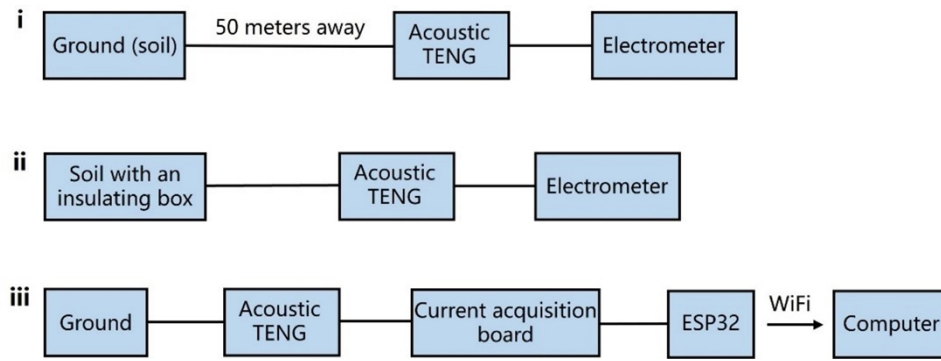 i
Ground (soil)
50 meters away
Acoustic
TENG
Electrometer
ii
Soil with an
insulating box
Acoustic
TENG
Electrometer
iii
Ground
Acoustic
TENG
Current acquisition
board
ESP32
WiFi
Computer